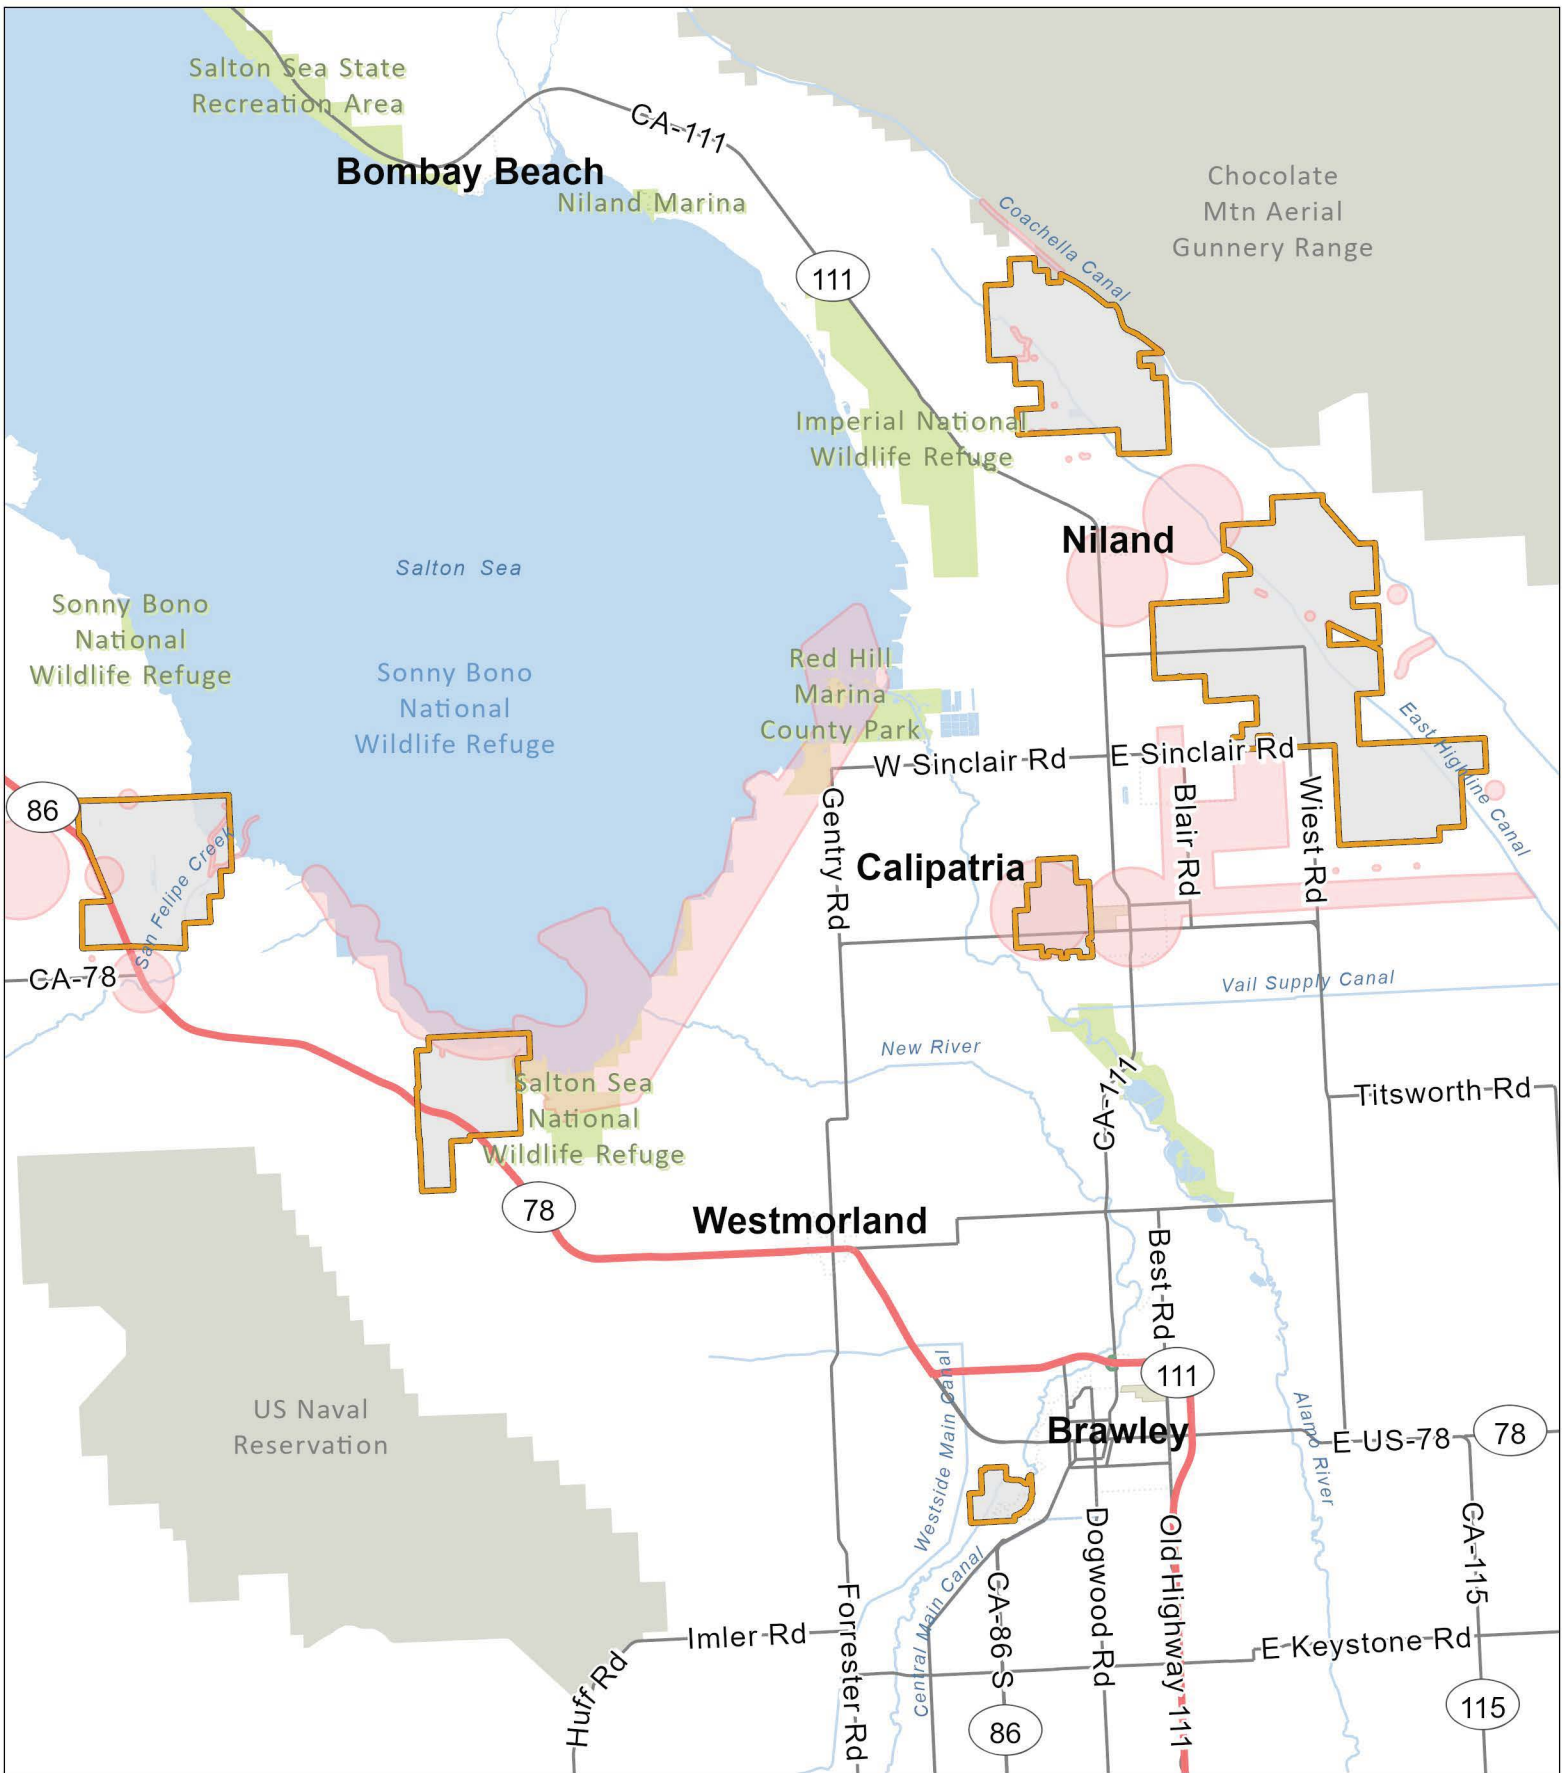 Salton Sea State
Recreation Area
CA-111
Bombay Beach
Niland Marina
Chocolate
Mtn Aerial
Gunnery Range
Coachella Canal
111
Imperial National
Wildlife Refuge
Niland
Salton Sea
Sonny Bono
National
Wildlife Refuge
Sonny Bono
National
Wildlife Refuge
Red Hill
Marina
County Park
East Highline Canal
W Sinclair Rd
E Sinclair Rd
86
Gentry Rd
Blair Rd
Wiest Rd
Calipatria
San Felipe Creek
CA-78
Vail Supply Canal
New River
CA-111
Titsworth Rd
Salton Sea
National
Wildlife Refuge
78
Westmorland
Best Rd
111
US Naval
Reservation
Westside Main Canal
Brawley
Alamo River
E US-78
78
Dogwood Rd
Old Highway 111
CA-115
Central Main Canal
CA-86 S
Forrester Rd
Imler Rd
Huff Rd
E Keystone Rd
86
115